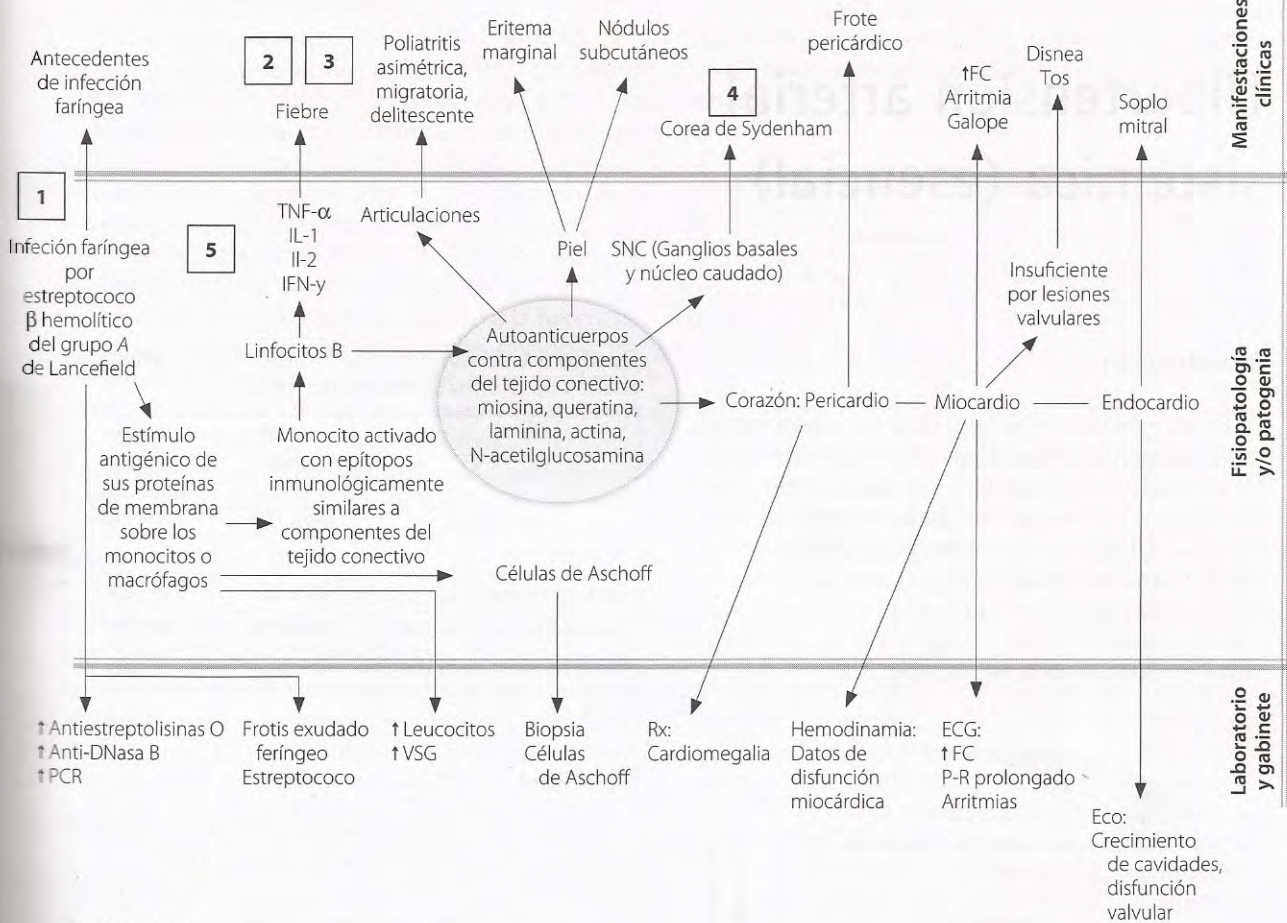 Antecedentes
de infección
faríngea
2
3
Fiebre
Poliatritis
asimétrica,
migratoria,
delitescente
Eritema
marginal
Nódulos
subcutáneos
4
Corea de Sydenham
Frote
pericárdico
↑FC
Arritmia
Galope
Disnea
Tos
Soplo
mitral
Manifestaciones
clínicas
1
Infeción faríngea
por
estreptococo
β hemolítico
del grupo A
de Lancefield
5
TNF-α
IL-1
Il-2
IFN-y
Linfocitos B
Articulaciones
Piel
SNC (Ganglios basales
y núcleo caudado)
Autoanticuerpos
contra componentes
del tejido conectivo:
miosina, queratina,
laminina, actina,
N-acetilglucosamina
Corazón: Pericardio
Miocardio
Endocardio
Insuficiente
por lesiones
valvulares
Estímulo
antigénico de
sus proteínas
de membrana
sobre los
monocitos o
macrófagos
Monocito activado
con epítopos
inmunológicamente
similares a
componentes del
tejido conectivo
Células de Aschoff
Fisiopatología
y/o patogenia
↑Antiestreptolisinas O
↑Anti-DNasa B
↑PCR
Frotis exudado
feríngeo
Estreptococo
↑Leucocitos
↑VSG
Biopsia
Células
de Aschoff
Rx:
Cardiomegalia
Hemodinamia:
Datos de
disfunción
miocárdica
ECG:
↑FC
P-R prolongado
Arritmias
Eco:
Crecimiento
de cavidades,
disfunción
valvular
Laboratorio
y gabinete